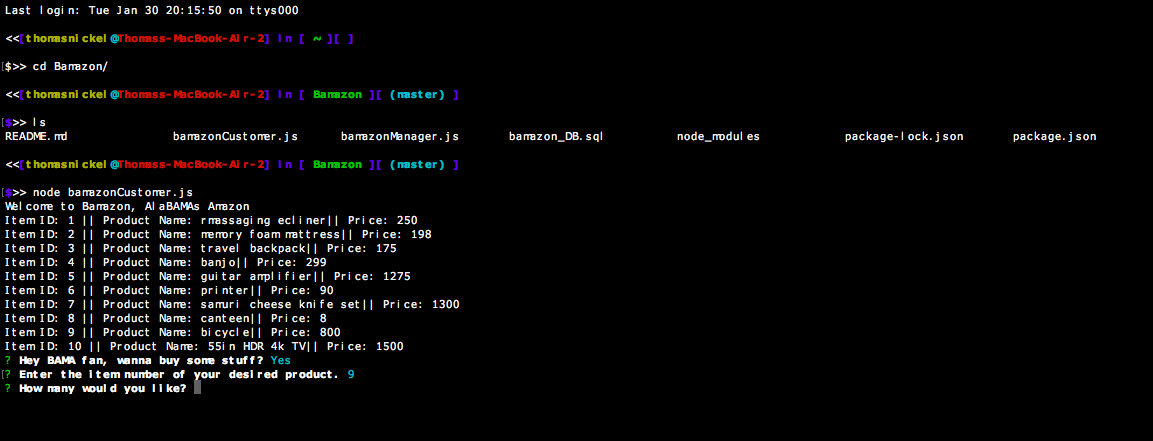 Last login: Tue Jan 30 20:15:50 on ttys000
<<[thomasnickel@Thomass-MacBook-Air-2] in [ ~ ][ ]
[$>> cd Bamazon/
<<[thomasnickel@Thomass-MacBook-Air-2] in [ Bamazon ][ (master) ]
[$>> ls
README.md bamazonCustomer.js bamazonManager.js bamazon_DB.sql node_modules package-lock.json package.json
<<[thomasnickel@Thomass-MacBook-Air-2] in [ Bamazon ][ (master) ]
[$>> node bamazonCustomer.js
Welcome to Bamazon, AlaBAMAs Amazon
Item ID: 1 || Product Name: rmassaging ecliner|| Price: 250
Item ID: 2 || Product Name: memory foam mattress|| Price: 198
Item ID: 3 || Product Name: travel backpack|| Price: 175
Item ID: 4 || Product Name: banjo|| Price: 299
Item ID: 5 || Product Name: guitar amplifier|| Price: 1275
Item ID: 6 || Product Name: printer|| Price: 90
Item ID: 7 || Product Name: samuri cheese knife set|| Price: 1300
Item ID: 8 || Product Name: canteen|| Price: 8
Item ID: 9 || Product Name: bicycle|| Price: 800
Item ID: 10 || Product Name: 55in HDR 4k TV|| Price: 1500
? Hey BAMA fan, wanna buy some stuff? Yes
[? Enter the item number of your desired product. 9
? How many would you like?